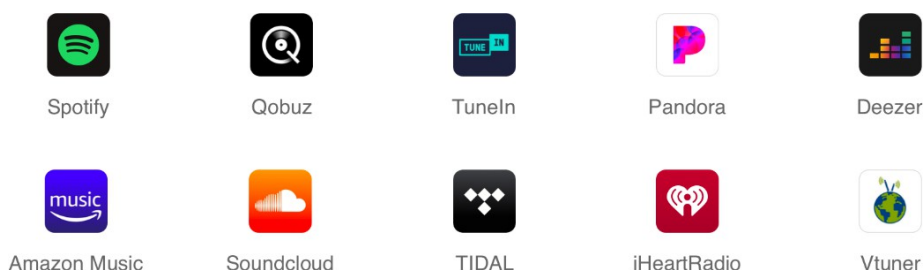 TUNE IN
Spotify
Qobuz
TuneIn
Pandora
Deezer
music
Amazon Music
Soundcloud
TIDAL
iHeartRadio
Vtuner